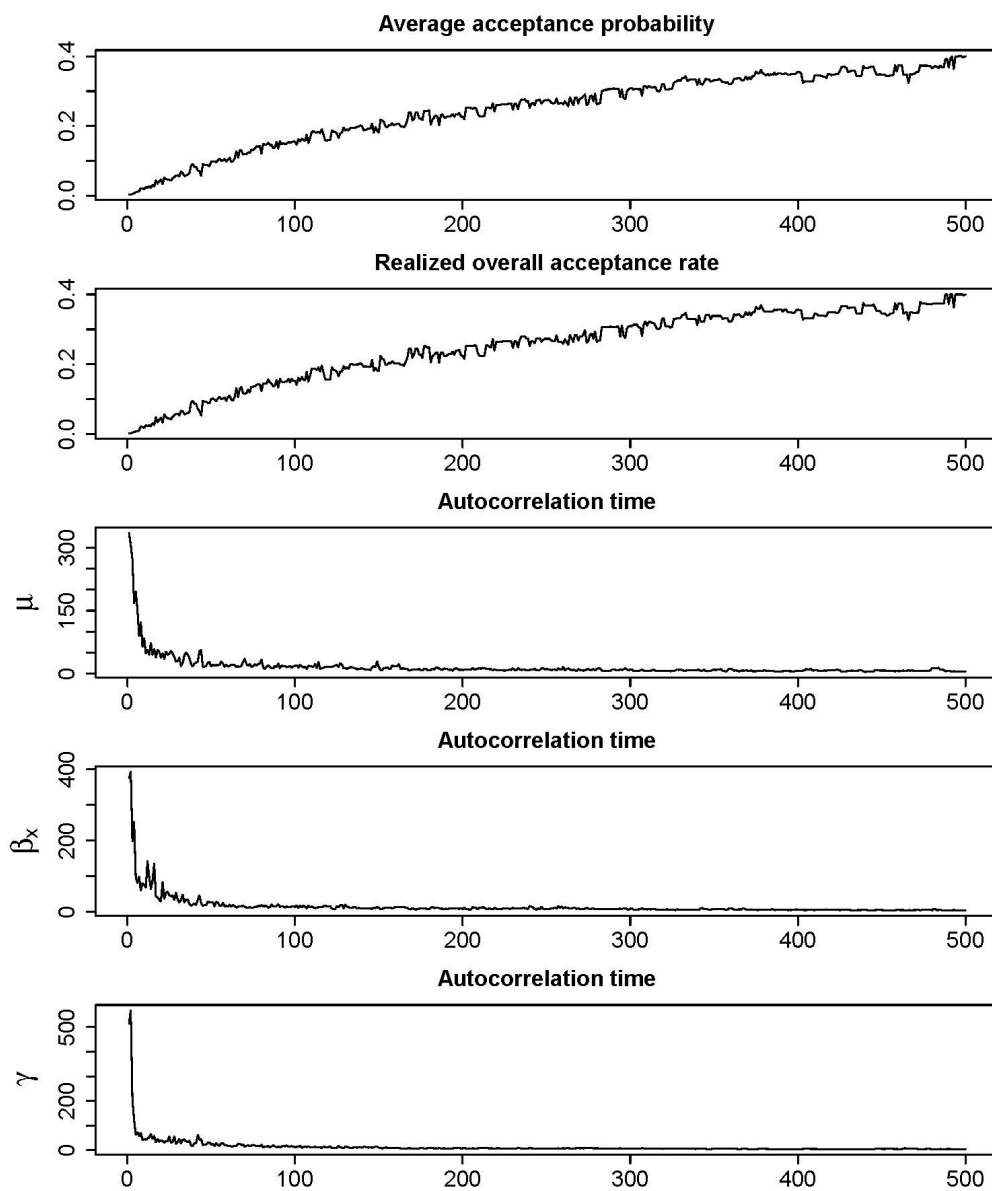 Average acceptance probability
0.4
0.2
0.0
0 100 200 300 400 500
Realized overall acceptance rate
0.4
0.2
0.0
0 100 200 300 400 500
Autocorrelation time
μ
300
150
0
0 100 200 300 400 500
Autocorrelation time
βx
400
200
0
0 100 200 300 400 500
Autocorrelation time
γ
500
200
0
0 100 200 300 400 500